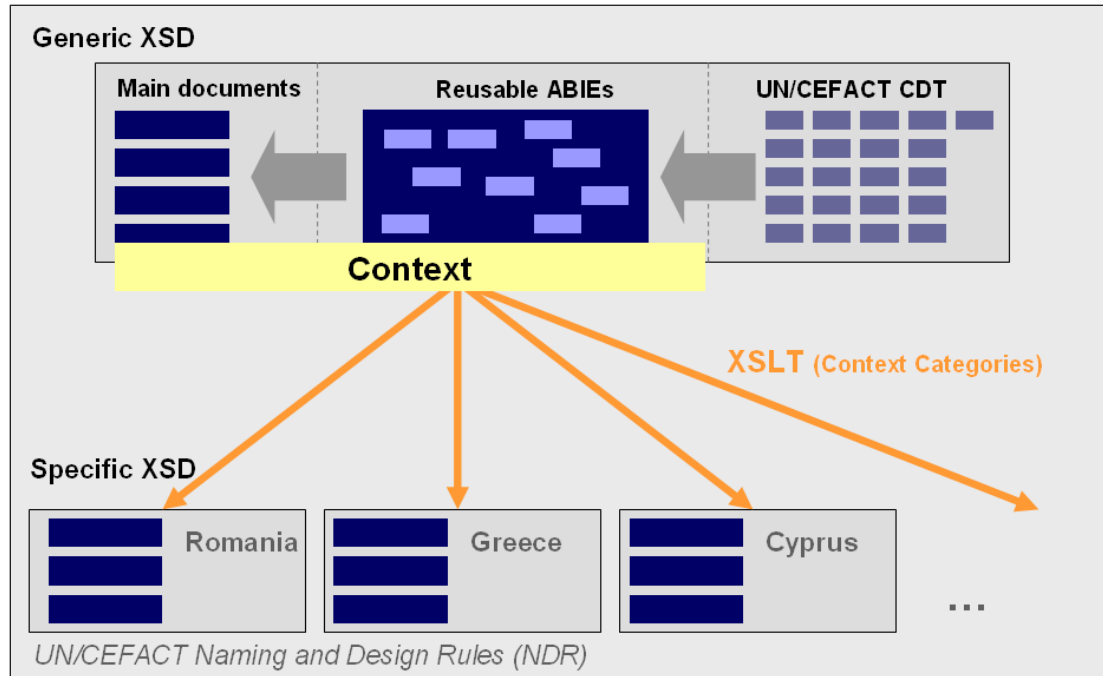 Generic XSD
Main documents
Reusable ABIEs
UN/CEFACT CDT
Context
XSLT (Context Categories)
Specific XSD
Romania
Greece
Cyprus
...
UN/CEFACT Naming and Design Rules (NDR)